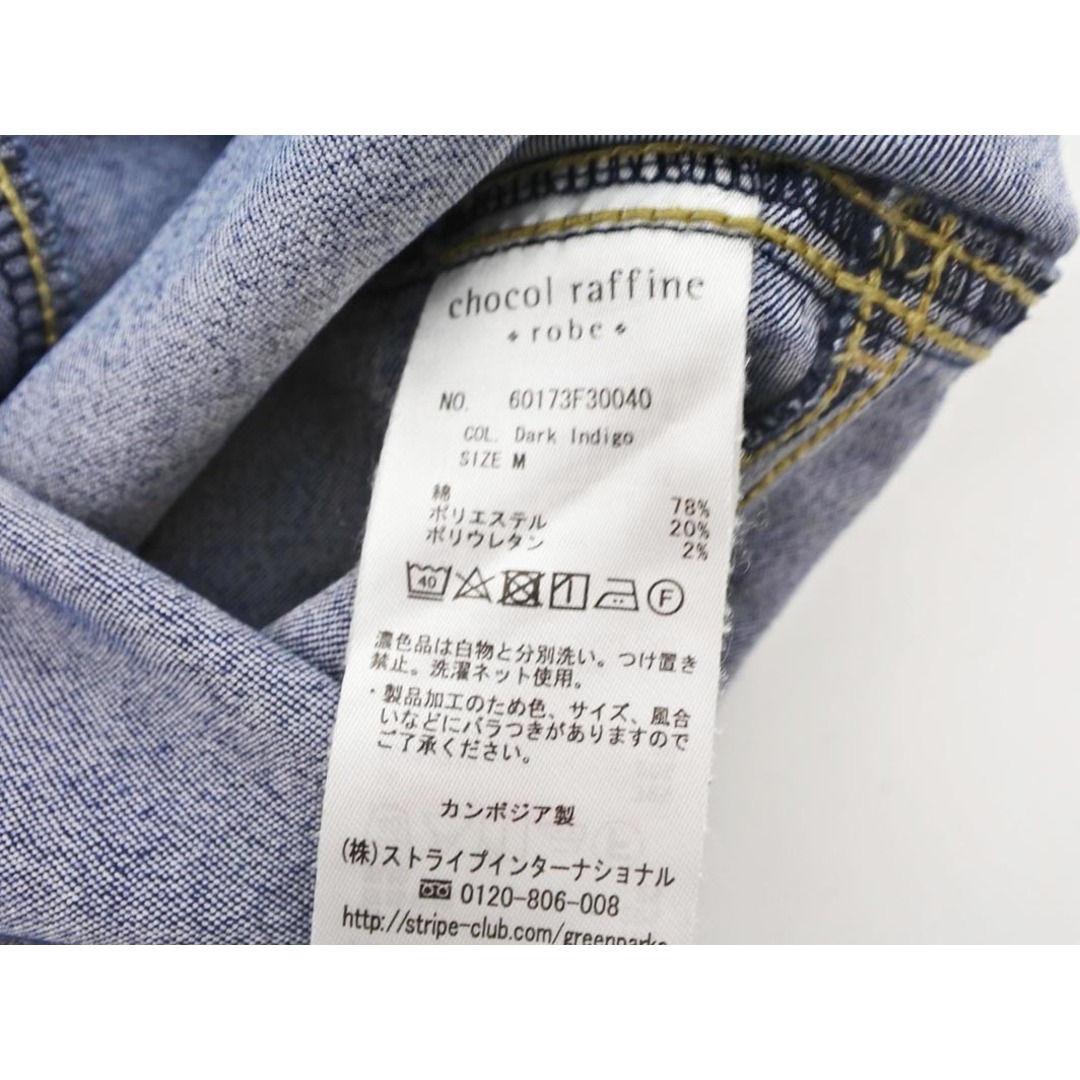 chocol raffine
robe
NO. 60173F30040
COL. Dark Indigo
SIZE M
綿 78%
ポリエステル 20%
ポリウレタン 2%
40 F
濃色品は白物と分別洗い。つけ置き
禁止。洗濯ネット使用。
・製品加工のため色、サイズ、風合
いなどにバラつきがありますので
ご了承ください。
カンボジア製
(株)ストライプインターナショナル
0120-806-008
http://stripe-club.com/greenparks